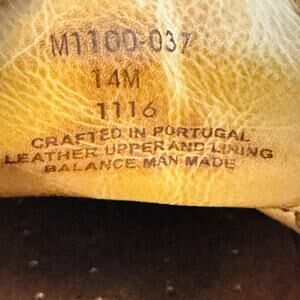 M1100-037
14M
1116
CRAFTED IN PORTUGAL
LEATHER UPPER AND LINING
BALANCE MAN MADE